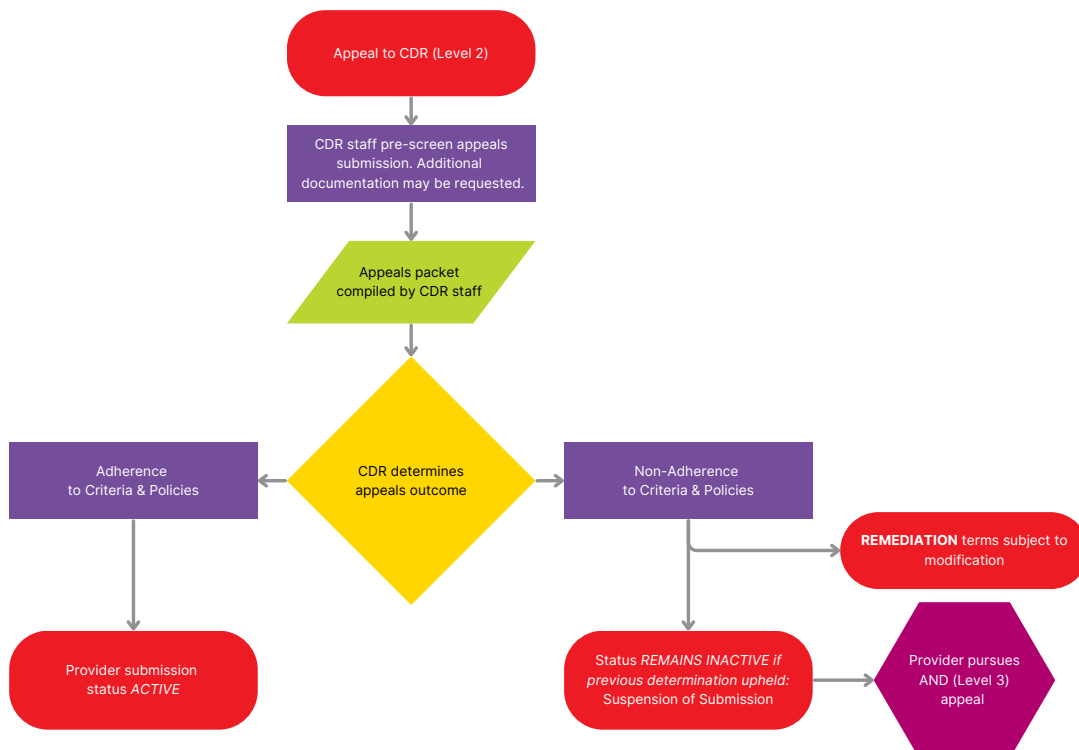 Appeal to CDR (Level 2)
CDR staff pre-screen appeals
submission. Additional
documentation may be requested.
Appeals packet
compiled by CDR staff
CDR determines
appeals outcome
Adherence
to Criteria & Policies
Non-Adherence
to Criteria & Policies
REMEDIATION terms subject to
modification
Provider submission
status ACTIVE
Status REMAINS INACTIVE if
previous determination upheld:
Suspension of Submission
Provider pursues
AND (Level 3)
appeal